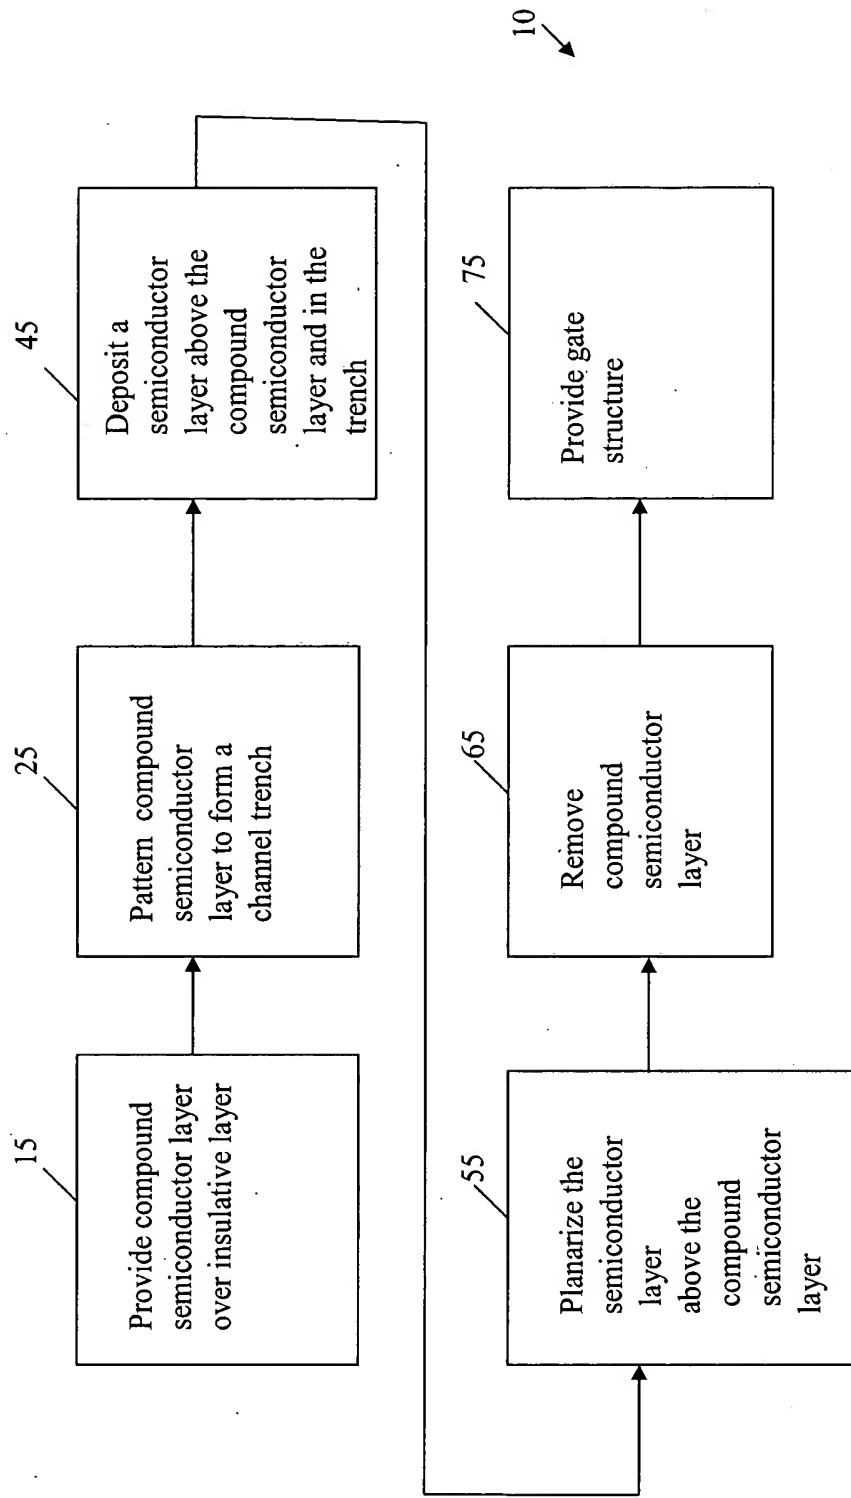 10
15
Provide compound
semiconductor layer
over insulative layer
25
Pattern compound
semiconductor
layer to form a
channel trench
45
Deposit a
semiconductor
layer above the
compound
semiconductor
layer and in the
trench
55
Planarize the
semiconductor
layer
above the
compound
semiconductor
layer
65
Remove
compound
semiconductor
layer
75
Provide gate
structure